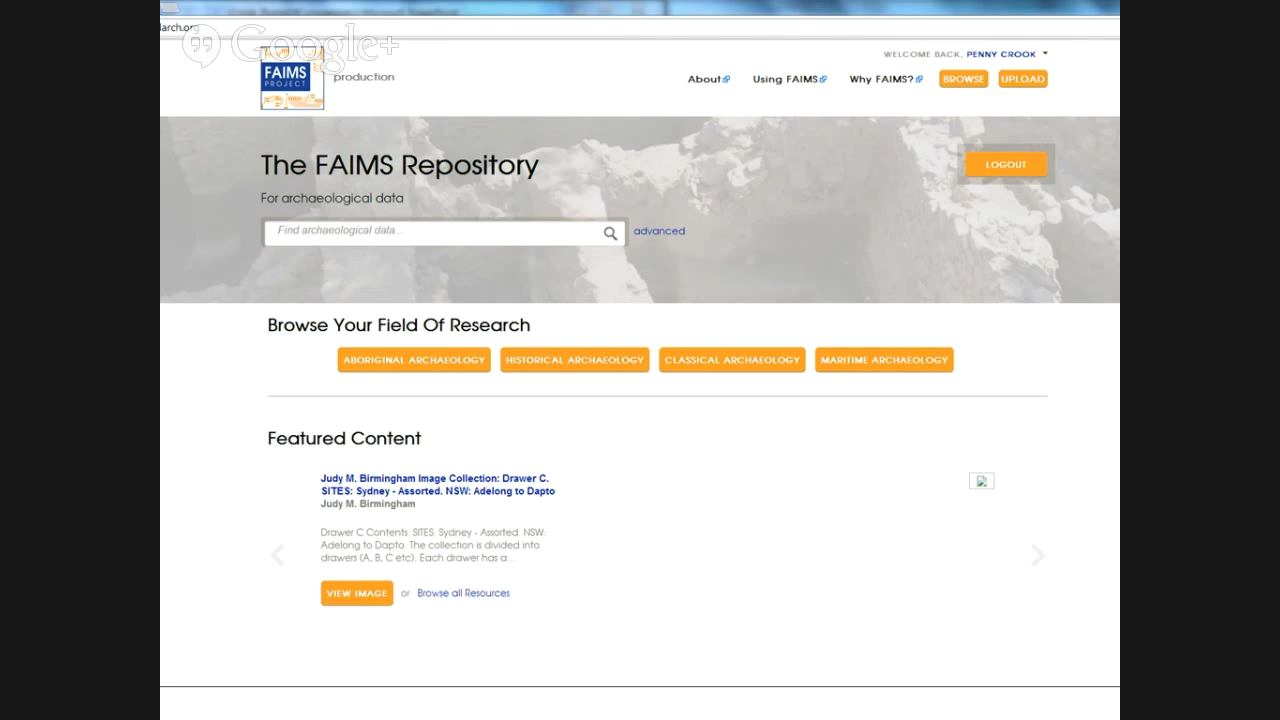 larch.org
Google+
WELCOME BACK, PENNY CROOK
FAIMS
PROJECT
production
About
Using FAIMS
Why FAIMS?
BROWSE
UPLOAD
The FAIMS Repository
LOGOUT
For archaeological data
Find archaeological data...
advanced
Browse Your Field Of Research
ABORIGINAL ARCHAEOLOGY
HISTORICAL ARCHAEOLOGY
CLASSICAL ARCHAEOLOGY
MARITIME ARCHAEOLOGY
Featured Content
Judy M. Birmingham Image Collection: Drawer C.
SITES: Sydney - Assorted. NSW: Adelong to Dapto
Judy M. Birmingham
Drawer C Contents. SITES: Sydney - Assorted. NSW:
Adelong to Dapto. The collection is divided into
drawers (A, B, C etc). Each drawer has a...
VIEW IMAGE or Browse all Resources